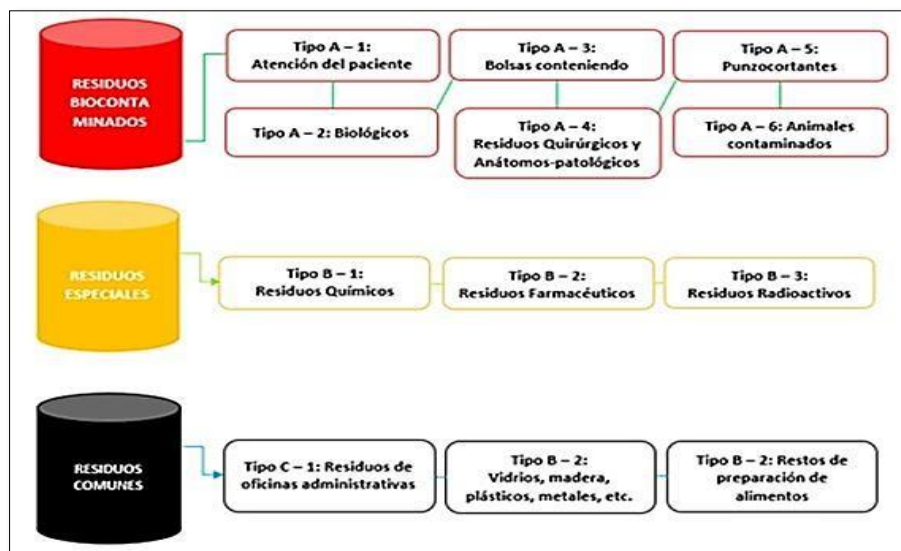 RESIDUOS
BIOCONTA
MINADOS
Tipo A – 1:
Atención del paciente
Tipo A – 2: Biológicos
Tipo A – 3:
Bolsas conteniendo
Tipo A – 4:
Residuos Quirúrgicos y
Anátomos-patológicos
Tipo A – 5:
Punzocortantes
Tipo A – 6: Animales
contaminados
RESIDUOS
ESPECIALES
Tipo B – 1:
Residuos Químicos
Tipo B – 2:
Residuos Farmacéuticos
Tipo B – 3:
Residuos Radioactivos
RESIDUOS
COMUNES
Tipo C – 1: Residuos de
oficinas administrativas
Tipo B – 2:
Vidrios, madera,
plásticos, metales, etc.
Tipo B – 2: Restos de
preparación de
alimentos